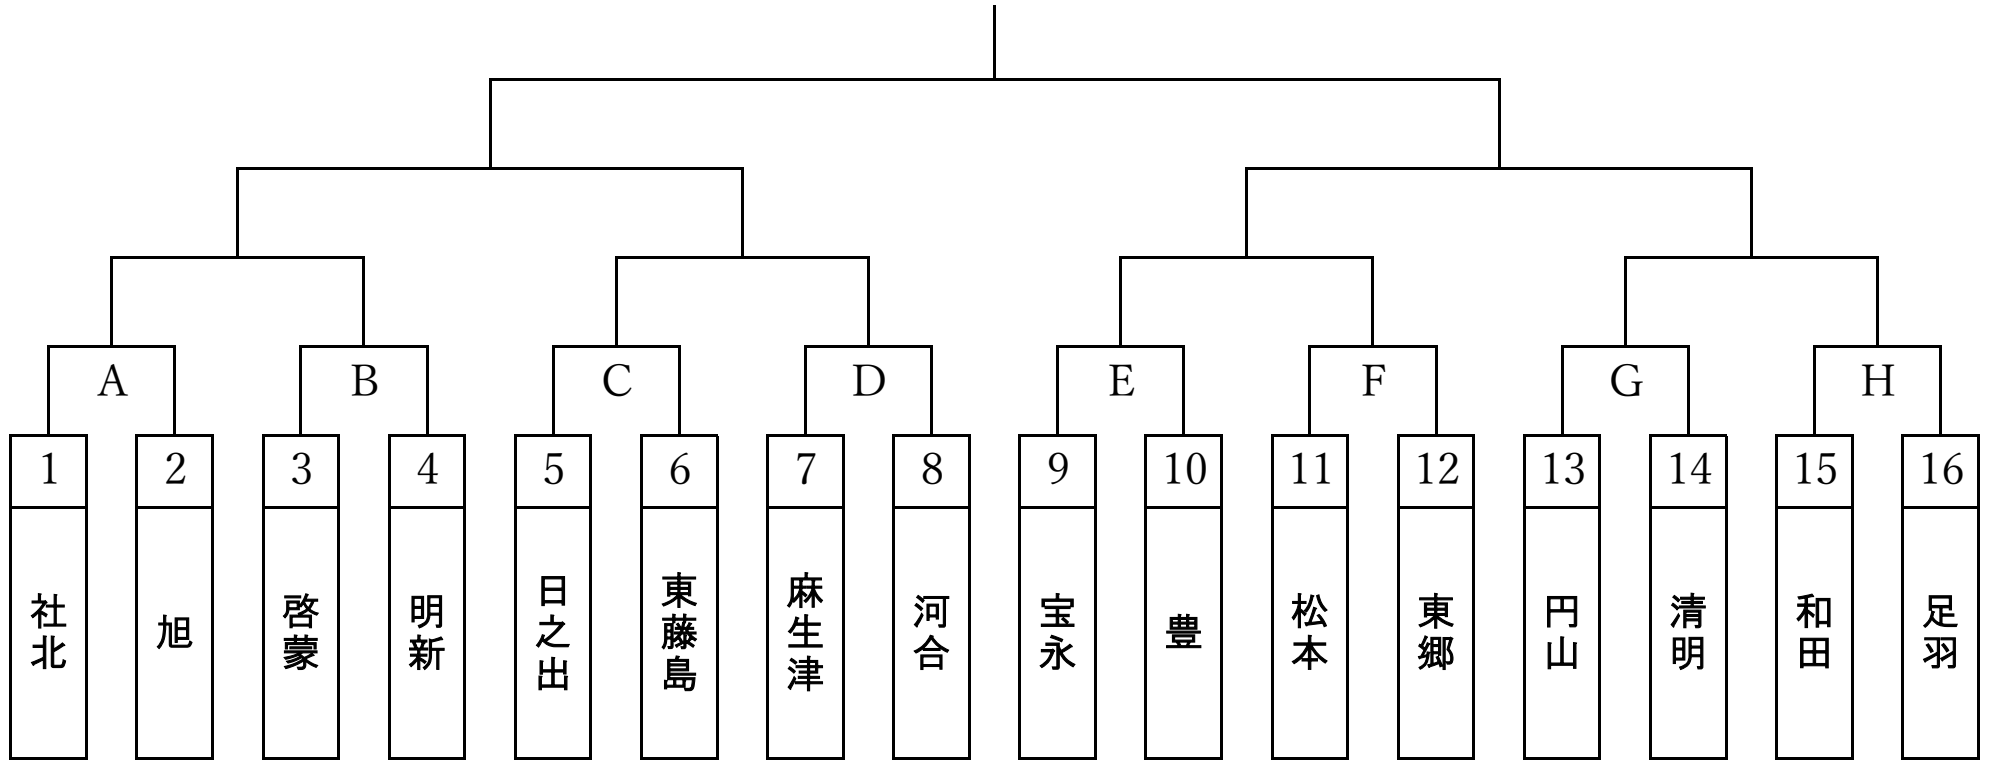 A B C D E F G H
1 2 3 4 5 6 7 8 9 10 11 12 13 14 15 16
社北
旭
啓蒙
明新
日之出
東藤島
麻生津
河合
宝永
豊
松本
東郷
円山
清明
和田
足羽